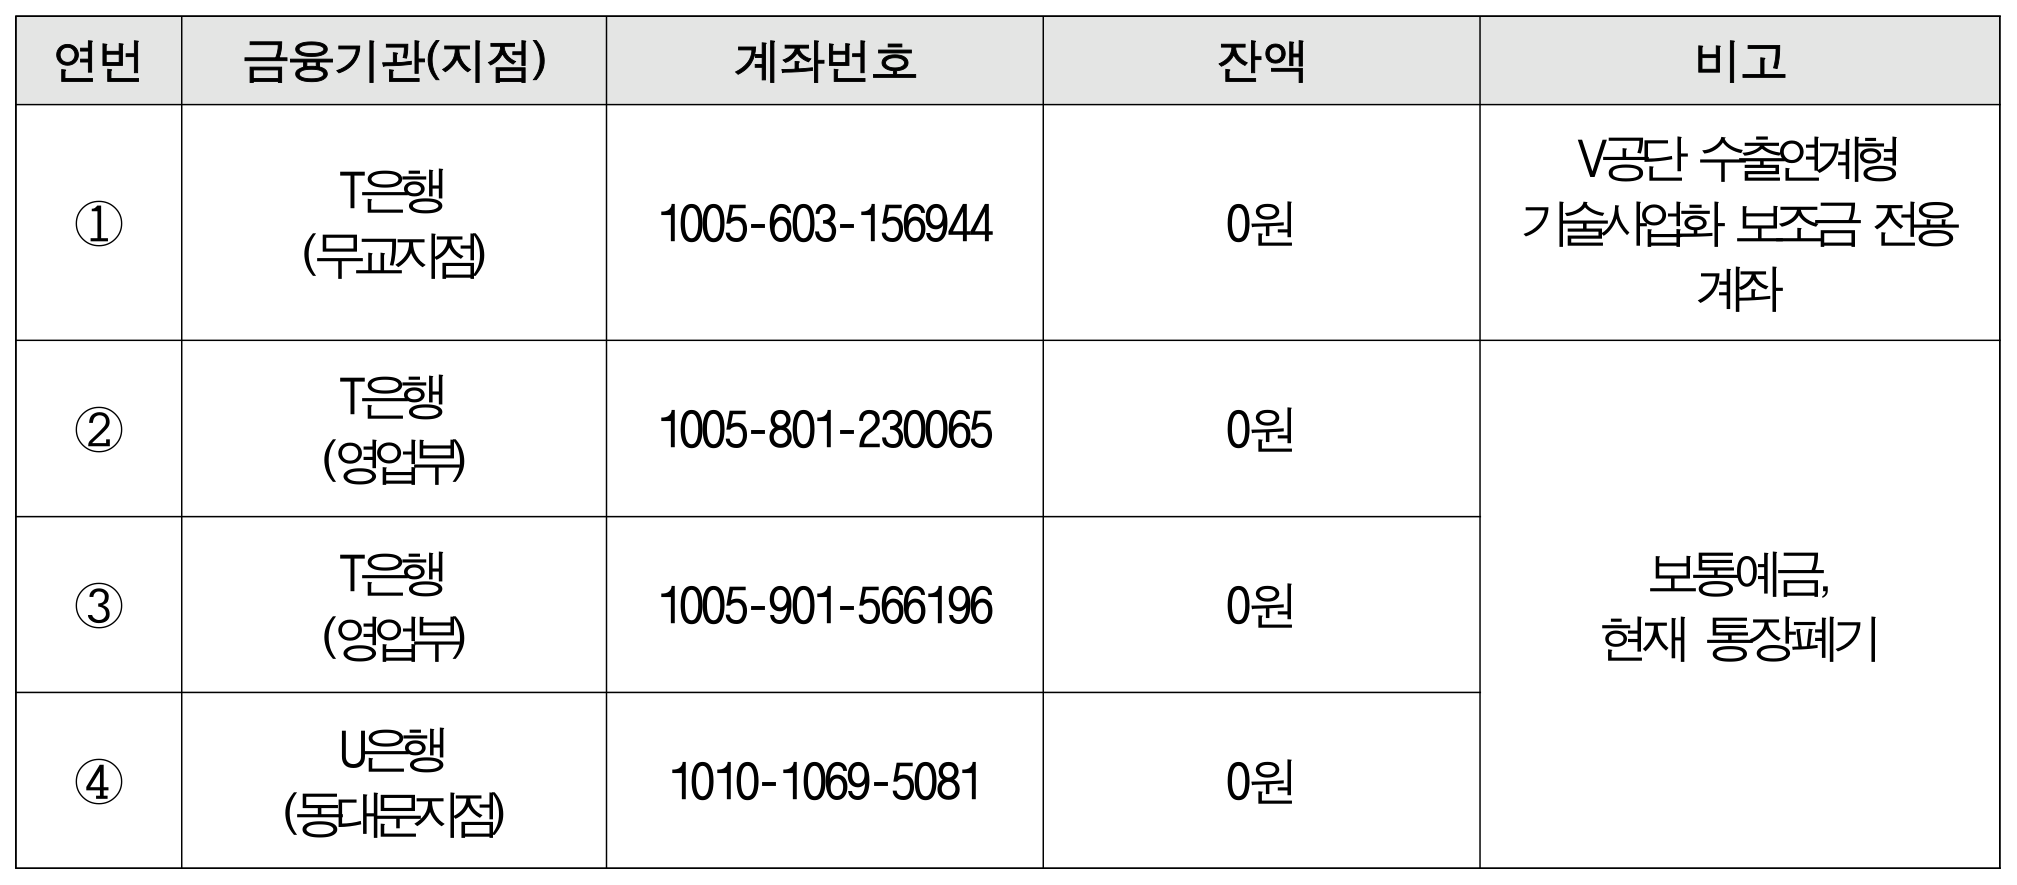 연번 금융기관(지점) 계좌번호 잔액 비고
① T은행
(무교지점) 1005-603-156944 0원 V공단 수출연계형
기술사업화 보조금 전용
계좌
② T은행
(영업부) 1005-801-230065 0원 보통예금,
현재 통장폐기
③ T은행
(영업부) 1005-901-566196 0원
④ U은행
(동대문지점) 1010-1069-5081 0원